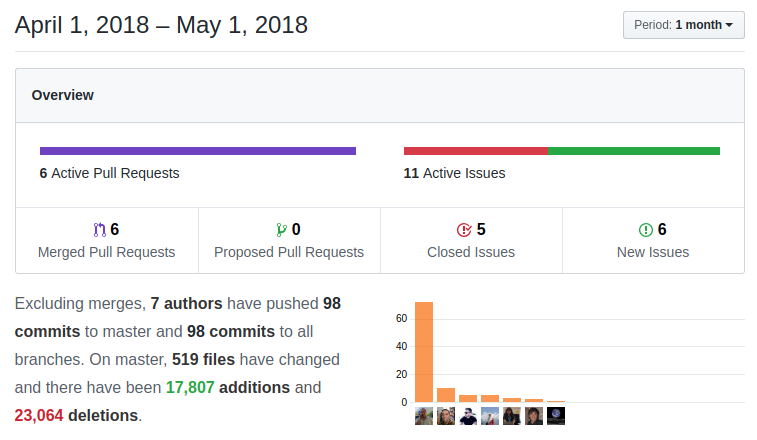 April 1, 2018 – May 1, 2018
Period: 1 month
Overview
6 Active Pull Requests
11 Active Issues
6
Merged Pull Requests
0
Proposed Pull Requests
5
Closed Issues
6
New Issues
Excluding merges, 7 authors have pushed 98
commits to master and 98 commits to all
branches. On master, 519 files have changed
and there have been 17,807 additions and
23,064 deletions.
60
40
20
0